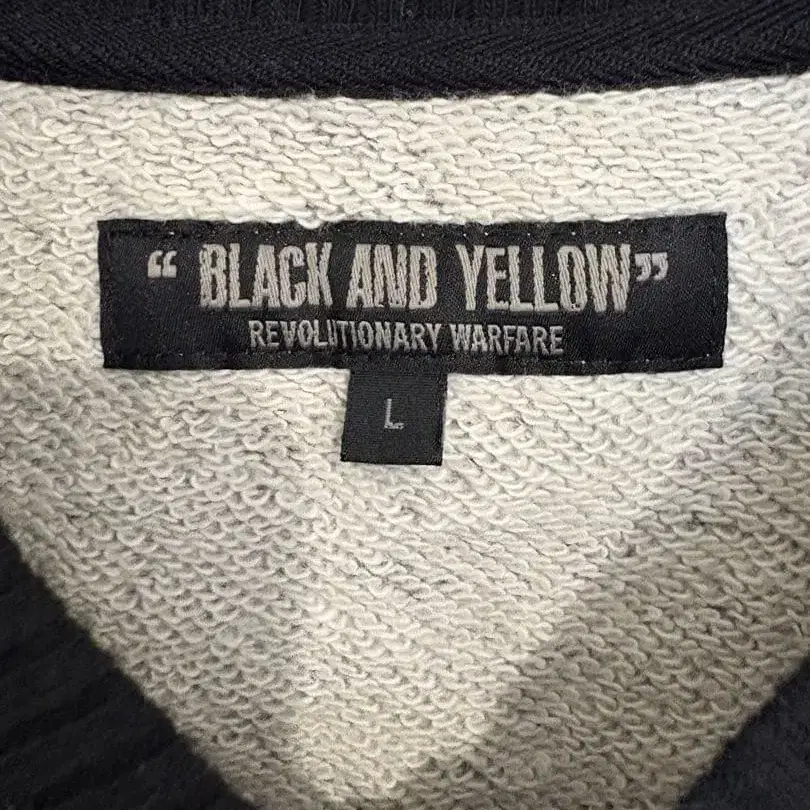 “ BLACK AND YELLOW”
REVOLUTIONARY WARFARE
L